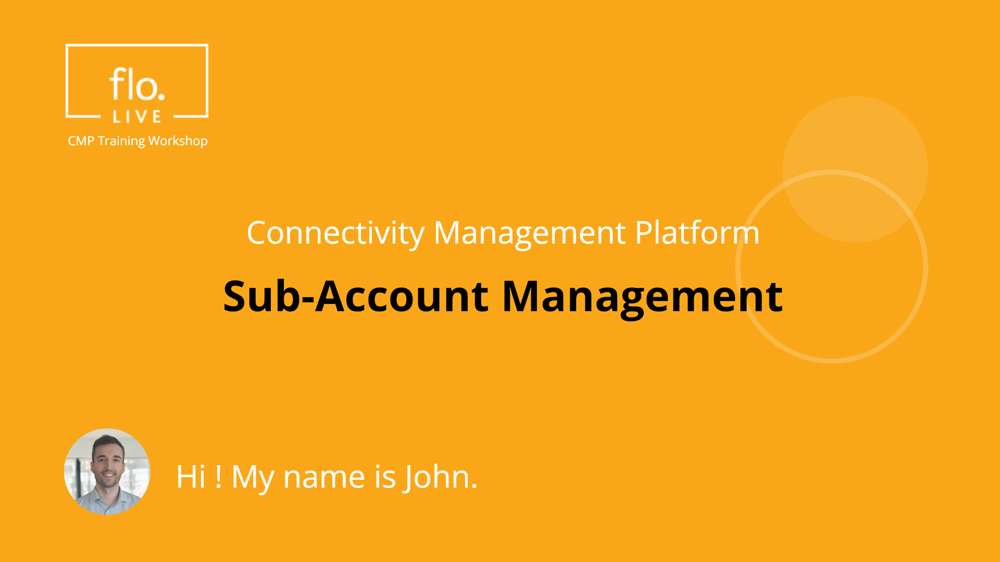 flo.
LIVE
CMP Training Workshop
Connectivity Management Platform
Sub-Account Management
Hi ! My name is John.